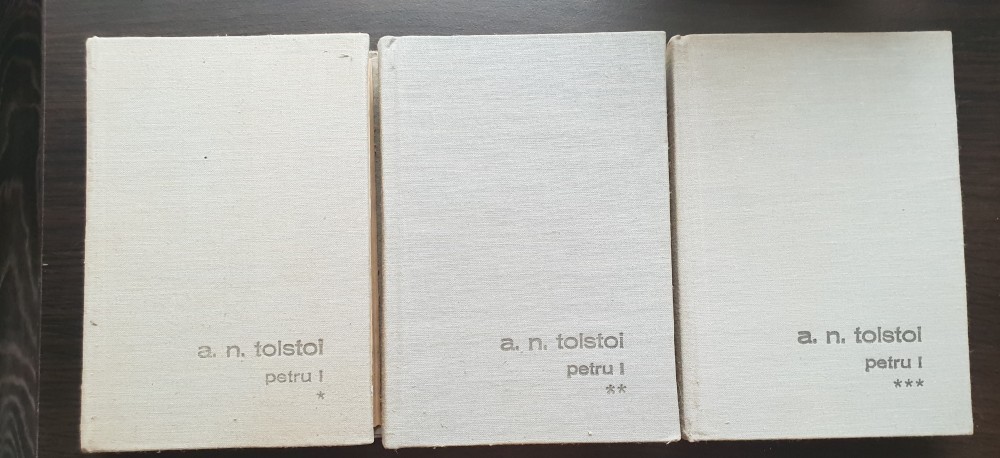 a. n. tolstoi
petru I
*
a. n. tolstoi
petru I
**
a. n. tolstoi
petru I
***